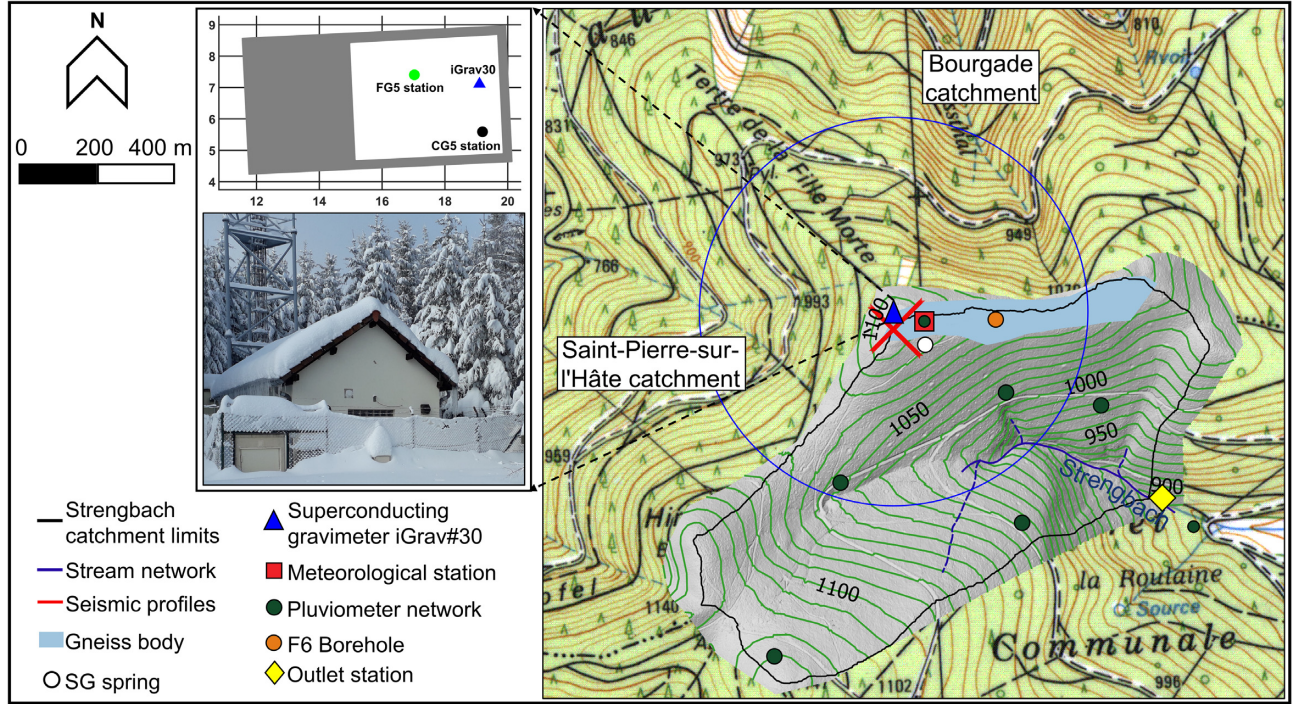 N
0 200 400 m
9
8
7
6
5
4
12 14 16 18 20
iGrav30
FG5 station
CG5 station
Strengbach
catchment limits
Stream network
Seismic profiles
Gneiss body
SG spring
Superconducting
gravimeter iGrav#30
Meteorological station
Pluviometer network
F6 Borehole
Outlet station
Bourgade
catchment
Saint-Pierre-sur-
l'Hâte catchment
846
810
831
973
Tertre de la Fille Morte
949
900
766
993
1070
1100
1000
1050
950
959
900
Strengbach
1100
la Roulaine
Source
Communale
1140
1102
996